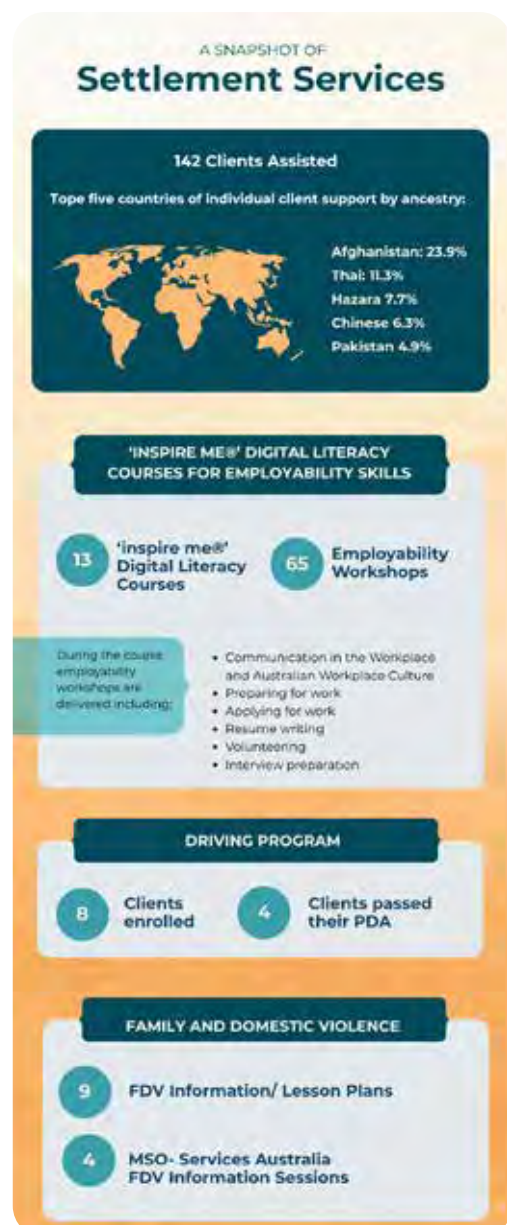 A SNAPSHOT OF
Settlement Services
142 Clients Assisted
Tope five countries of individual client support by ancestry:
Afghanistan: 23.9%
Thai: 11.3%
Hazara 7.7%
Chinese 6.3%
Pakistan 4.9%
'INSPIRE ME®' DIGITAL LITERACY
COURSES FOR EMPLOYABILITY SKILLS
13
'inspire me®'
Digital Literacy
Courses
65
Employability
Workshops
During the course
employability
workshops are
delivered including:
• Communication in the Workplace
and Australian Workplace Culture
• Preparing for work
• Applying for work
• Resume writing
• Volunteering
• Interview preparation
DRIVING PROGRAM
8
Clients
enrolled
4
Clients passed
their PDA
FAMILY AND DOMESTIC VIOLENCE
9
FDV Information/ Lesson Plans
4
MSO- Services Australia
FDV Information Sessions